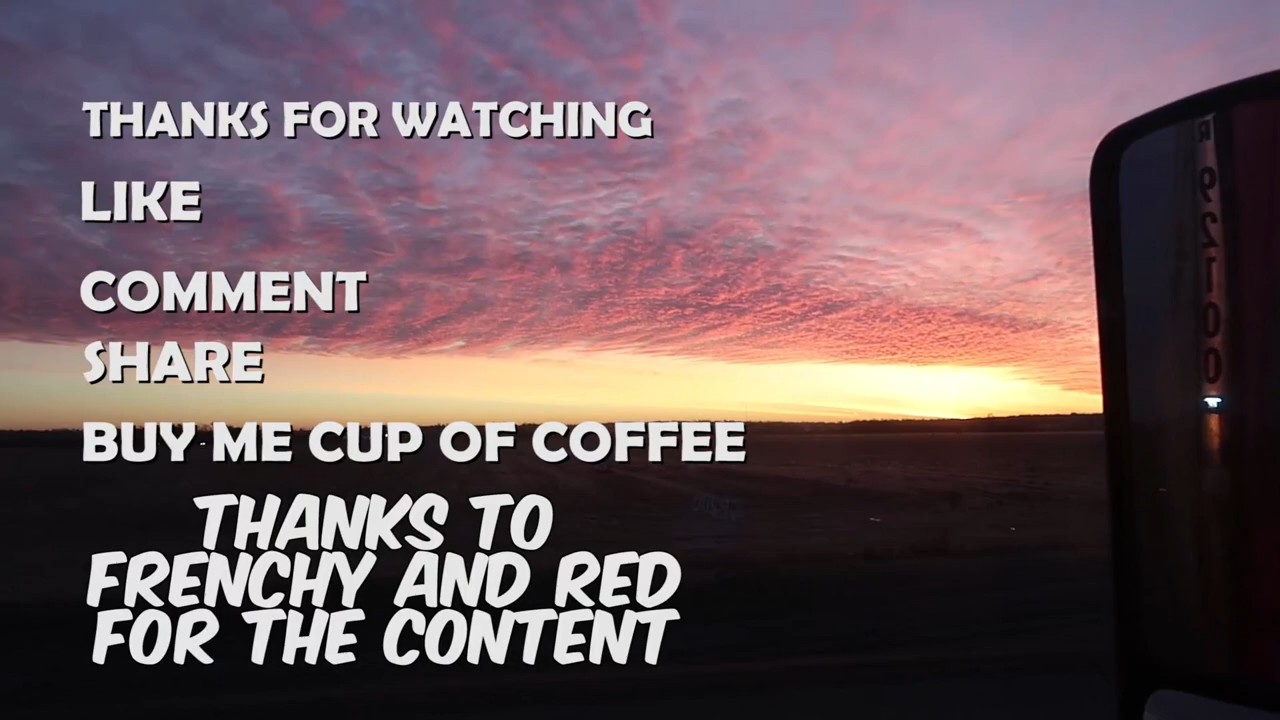 THANKS FOR WATCHING
LIKE
COMMENT
SHARE
BUY ME CUP OF COFFEE
THANKS TO
FRENCHY AND RED
FOR THE CONTENT